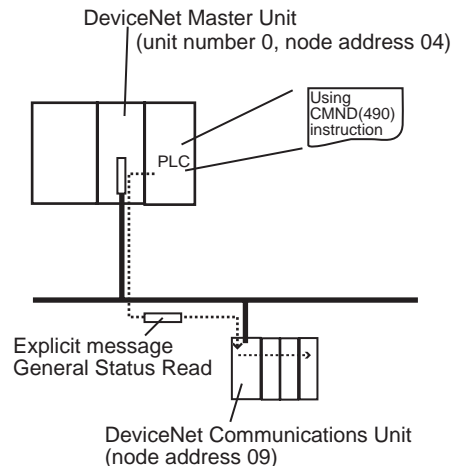 DeviceNet Master Unit
(unit number 0, node address 04)
Using
CMND(490)
instruction
PLC
Explicit message
General Status Read
DeviceNet Communications Unit
(node address 09)